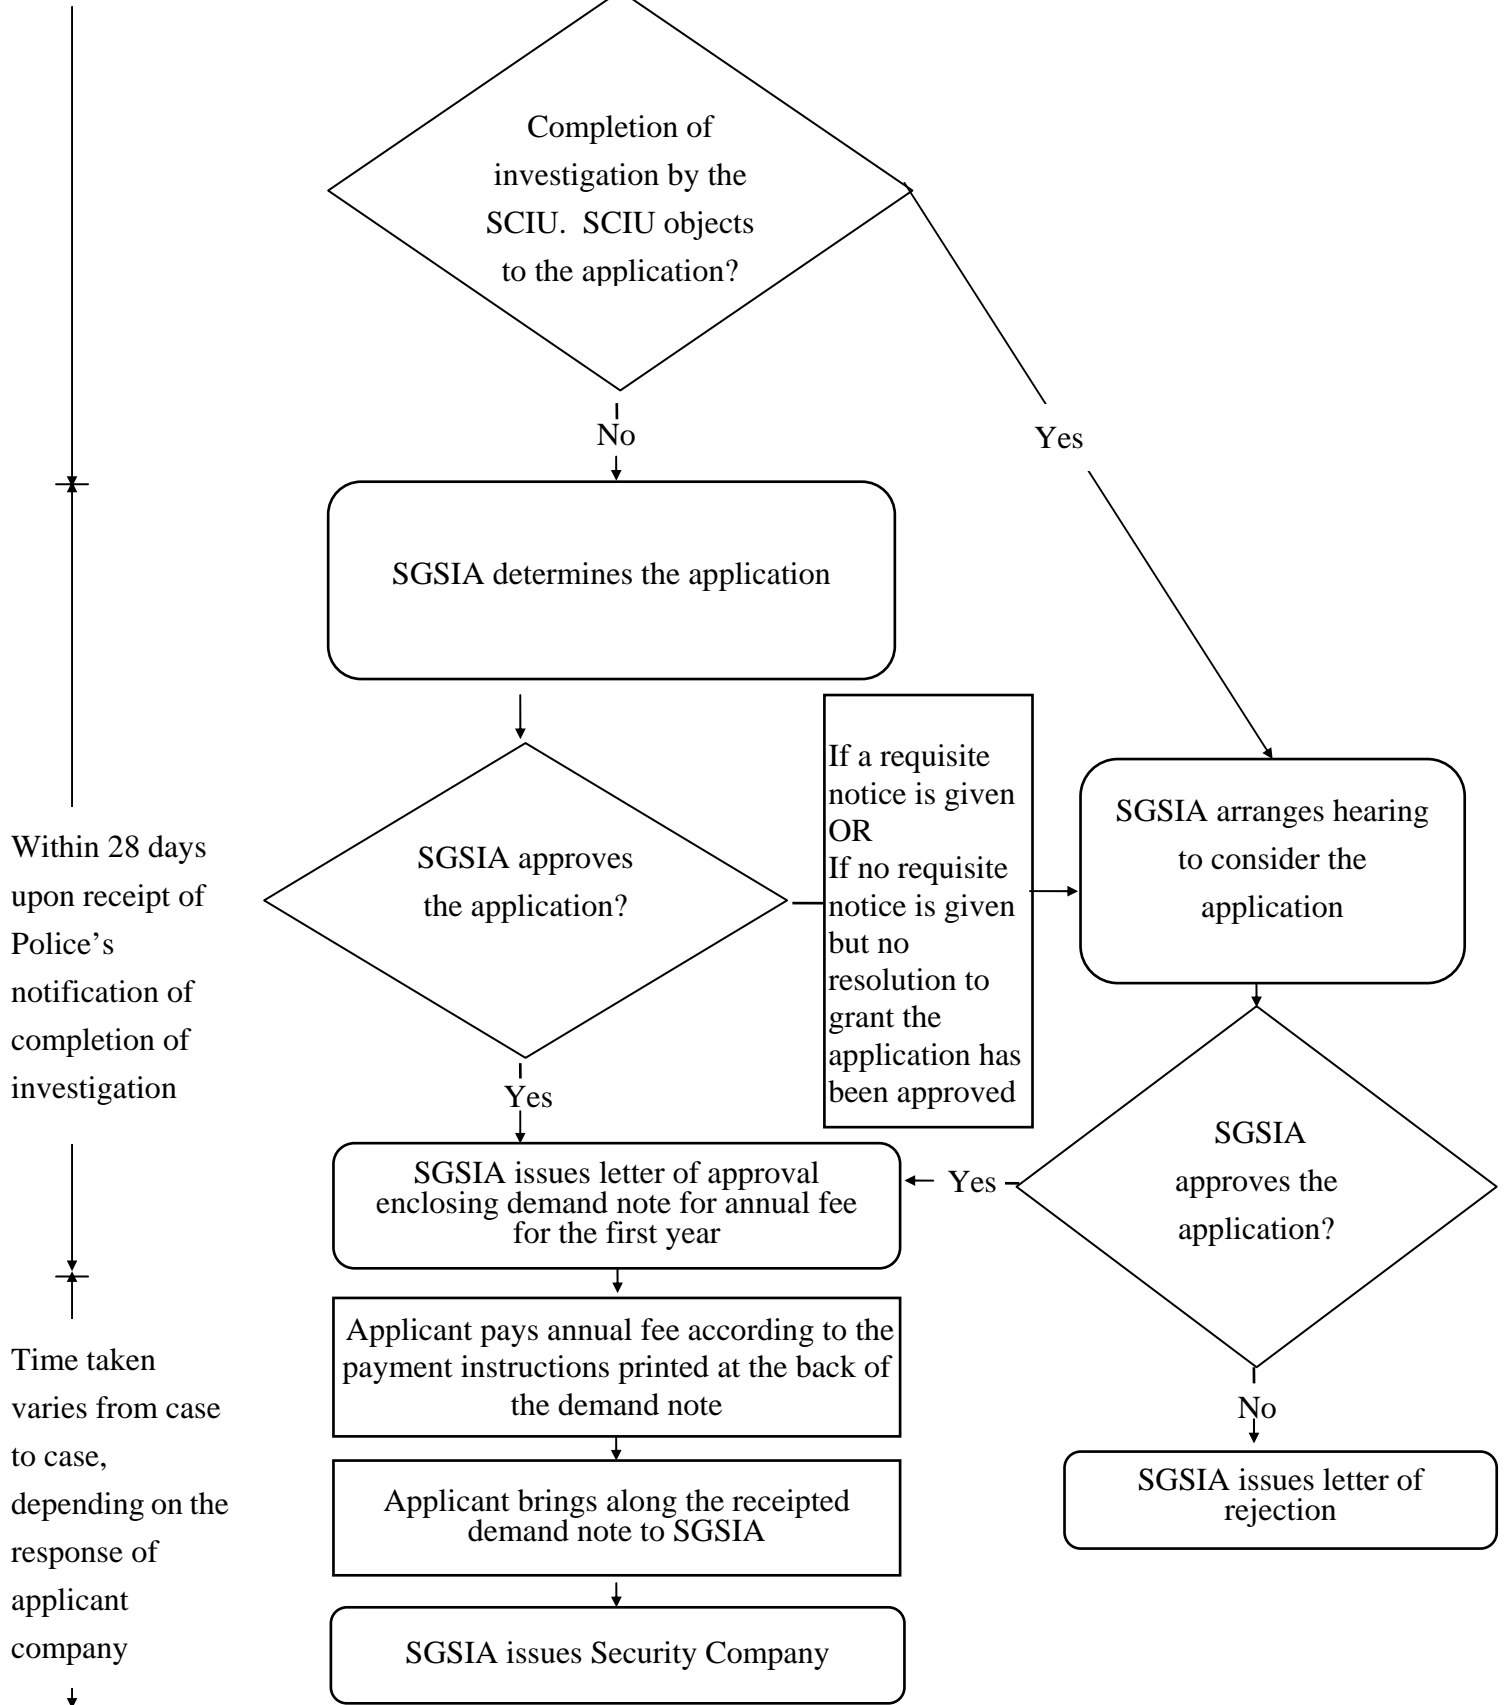 Completion of
investigation by the
SCIU.  SCIU objects
to the application?
No
Yes
SGSIA determines the application
If a requisite
notice is given
OR
If no requisite
notice is given
but no
resolution to
grant the
application has
been approved
SGSIA arranges hearing
to consider the
application
SGSIA approves
the application?
Within 28 days
upon receipt of
Police’s
notification of
completion of
investigation
Yes
SGSIA
approves the
application?
SGSIA issues letter of approval
enclosing demand note for annual fee
for the first year
Yes
Applicant pays annual fee according to the
payment instructions printed at the back of
the demand note
Time taken
varies from case
to case,
depending on the
response of
applicant
company
No
SGSIA issues letter of
rejection
Applicant brings along the receipted
demand note to SGSIA
SGSIA issues Security Company